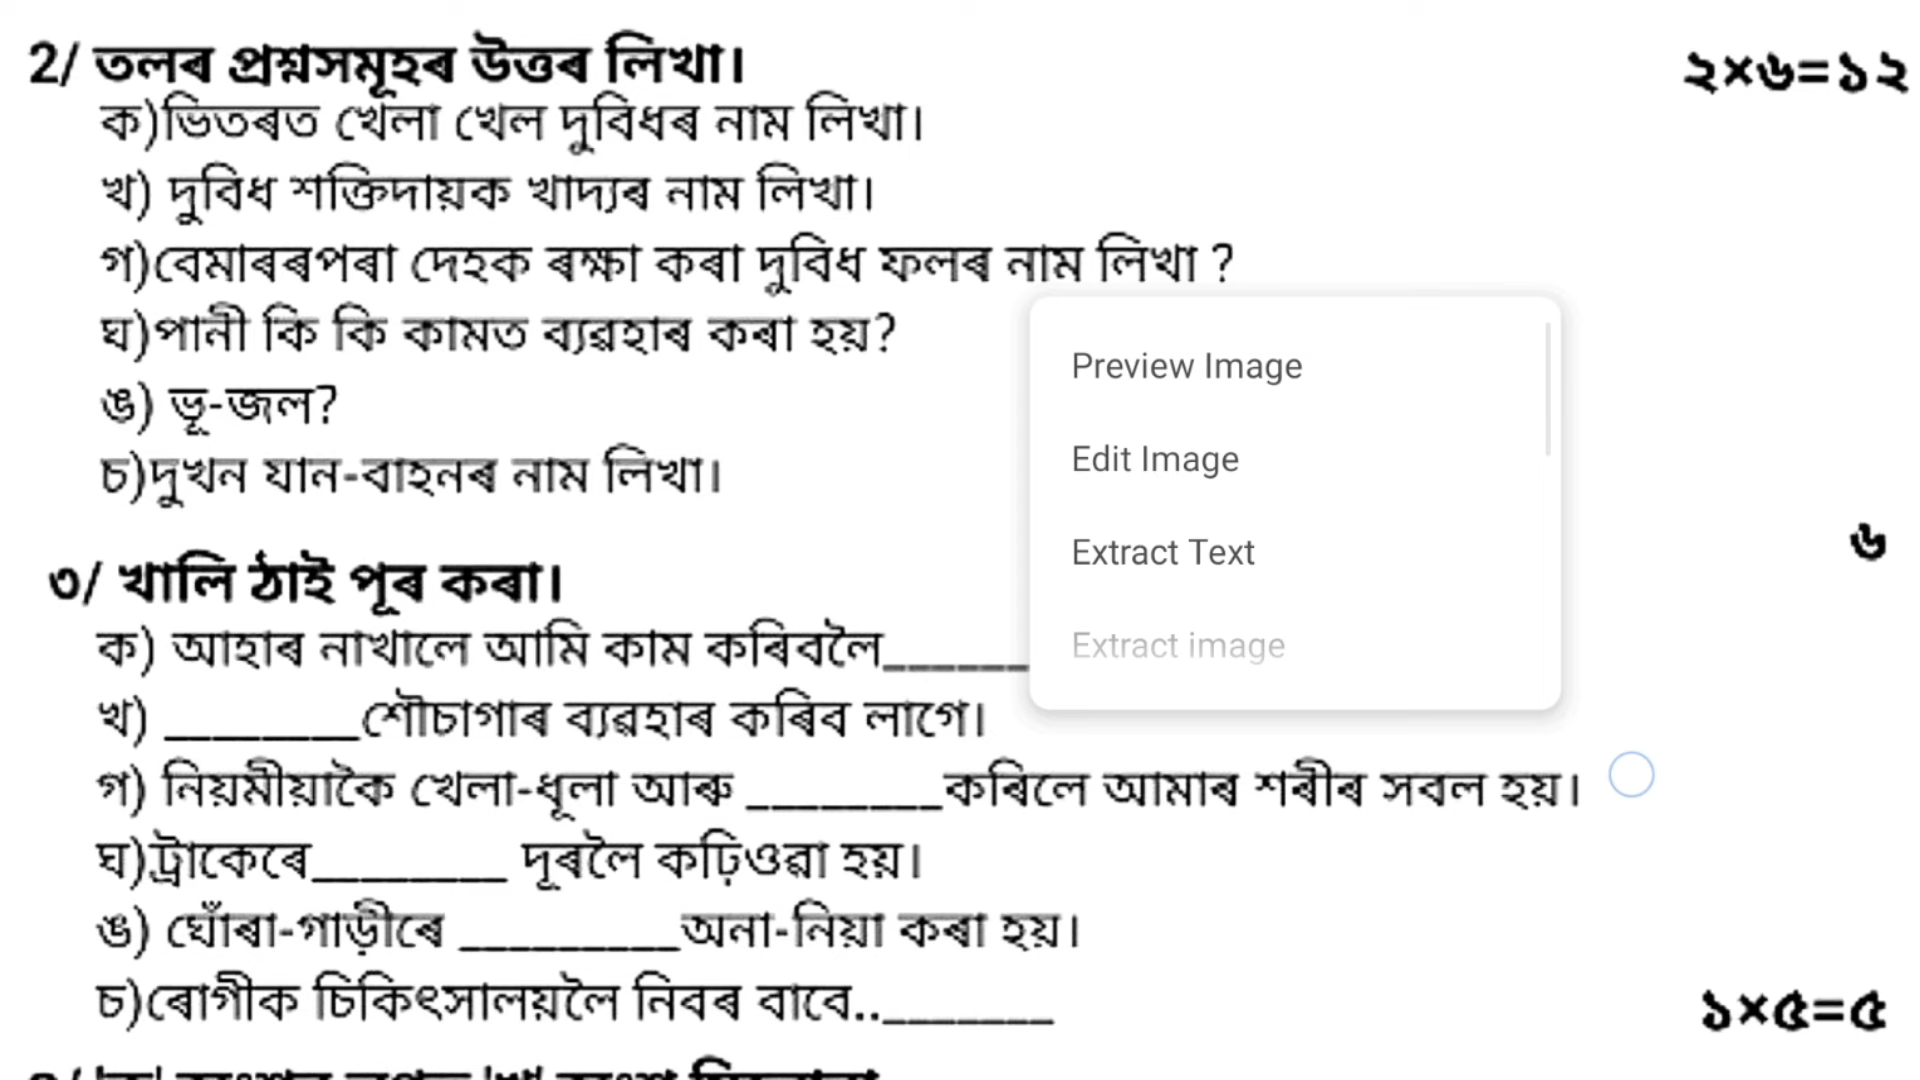 2/ তলৰ প্ৰশ্নসমূহৰ উত্তৰ লিখা। ২×৬=১২
ক)ভিতৰত খেলা খেল দুবিধৰ নাম লিখা।
খ) দুবিধ শক্তিদায়ক খাদ্যৰ নাম লিখা।
গ)বেমাৰৰপৰা দেহক ৰক্ষা কৰা দুবিধ ফলৰ নাম লিখা ?
ঘ)পানী কি কি কামত ব্যৱহাৰ কৰা হয়?
ঙ) ভূ-জল?
চ)দুখন যান-বাহনৰ নাম লিখা।
Preview Image
Edit Image
Extract Text
Extract image
৩/ খালি ঠাই পূৰ কৰা। ৬
ক) আহাৰ নাখালে আমি কাম কৰিবলৈ______
খ) ________শৌচাগাৰ ব্যৱহাৰ কৰিব লাগে।
গ) নিয়মীয়াকৈ খেলা-ধূলা আৰু ________কৰিলে আমাৰ শৰীৰ সবল হয়।
ঘ)ট্ৰাকেৰে________ দূৰলৈ কঢ়িওৱা হয়।
ঙ) ঘোঁৰা-গাড়ীৰে _________অনা-নিয়া কৰা হয়।
চ)ৰোগীক চিকিৎসালয়লৈ নিবৰ বাবে.._______
১×৫=৫